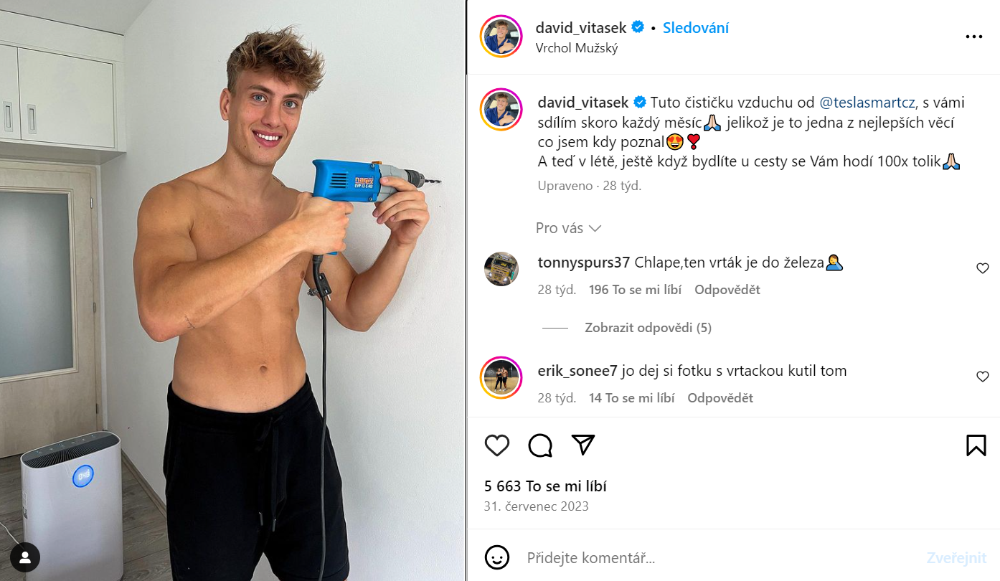 david_vitasek • Sledování
Vrchol Mužský
david_vitasek Tuto čističku vzduchu od @teslasmartcz, s vámi
sdílím skoro každý měsíc🙏🏻 jelikož je to jedna z nejlepších věcí
co jsem kdy poznal😍❣️
A teď v létě, ještě když bydlíte u cesty se Vám hodí 100x tolik🙏🏻
Upraveno · 28 týd.
Pro vás
tonnyspurs37 Chlape,ten vrták je do železa🤦‍♂️
28 týd. 196 To se mi líbí Odpovědět
Zobrazit odpovědi (5)
erik_sonee7 jo dej si fotku s vrtackou kutil tom
28 týd. 14 To se mi líbí Odpovědět
5 663 To se mi líbí
31. červenec 2023
Přidejte komentář...
Zveřejnit
narex
EVP 13 C-H3